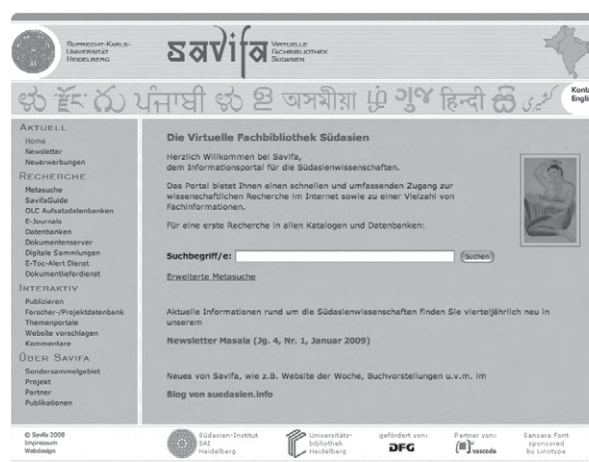 RUPRECHT-KARLS-
UNIVERSITÄT
HEIDELBERG
savifa
VIRTUELLE
FACHBIBLIOTHEK
SÜDASIEN
ਪੰਜਾਬੀ
অসমীয়া
हिन्दी
AKTUELL
Home
Newsletter
Neuerwerbungen
RECHERCHE
Metasuche
SavifaGuide
OLC Aufsatzdatenbanken
E-Journals
Datenbanken
Dokumentenserver
Digitale Sammlungen
E-Toc-Alert Dienst
Dokumentlieferdienst
INTERAKTIV
Publizieren
Forscher-/Projektdatenbank
Themenportale
Website vorschlagen
Kommentare
ÜBER SAVIFA
Sondersammelgebiet
Projekt
Partner
Publikationen
Die Virtuelle Fachbibliothek Südasien
Herzlich Willkommen bei Savifa,
dem Informationsportal für die Südasienwissenschaften.
Das Portal bietet Ihnen einen schnellen und umfassenden Zugang zur
wissenschaftlichen Recherche im Internet sowie zu einer Vielzahl von
Fachinformationen.
Für eine erste Recherche in allen Katalogen und Datenbanken:
Suchbegriff/e:
Suchen
Erweiterte Metasuche
Aktuelle Informationen rund um die Südasienwissenschaften finden Sie vierteljährlich neu in
unserem
Newsletter Masala (Jg. 4, Nr. 1, Januar 2009)
Neues von Savifa, wie z.B. Website der Woche, Buchvorstellungen u.v.m. im
Blog von suedasien.info
© Savifa 2008
Impressum
Webdesign
Südasien-Institut
SAI
Heidelberg
Universitäts-
bibliothek
Heidelberg
gefördert von:
DFG
Partner von:
vascoda
Sansara Font
sponsored
by Linotype